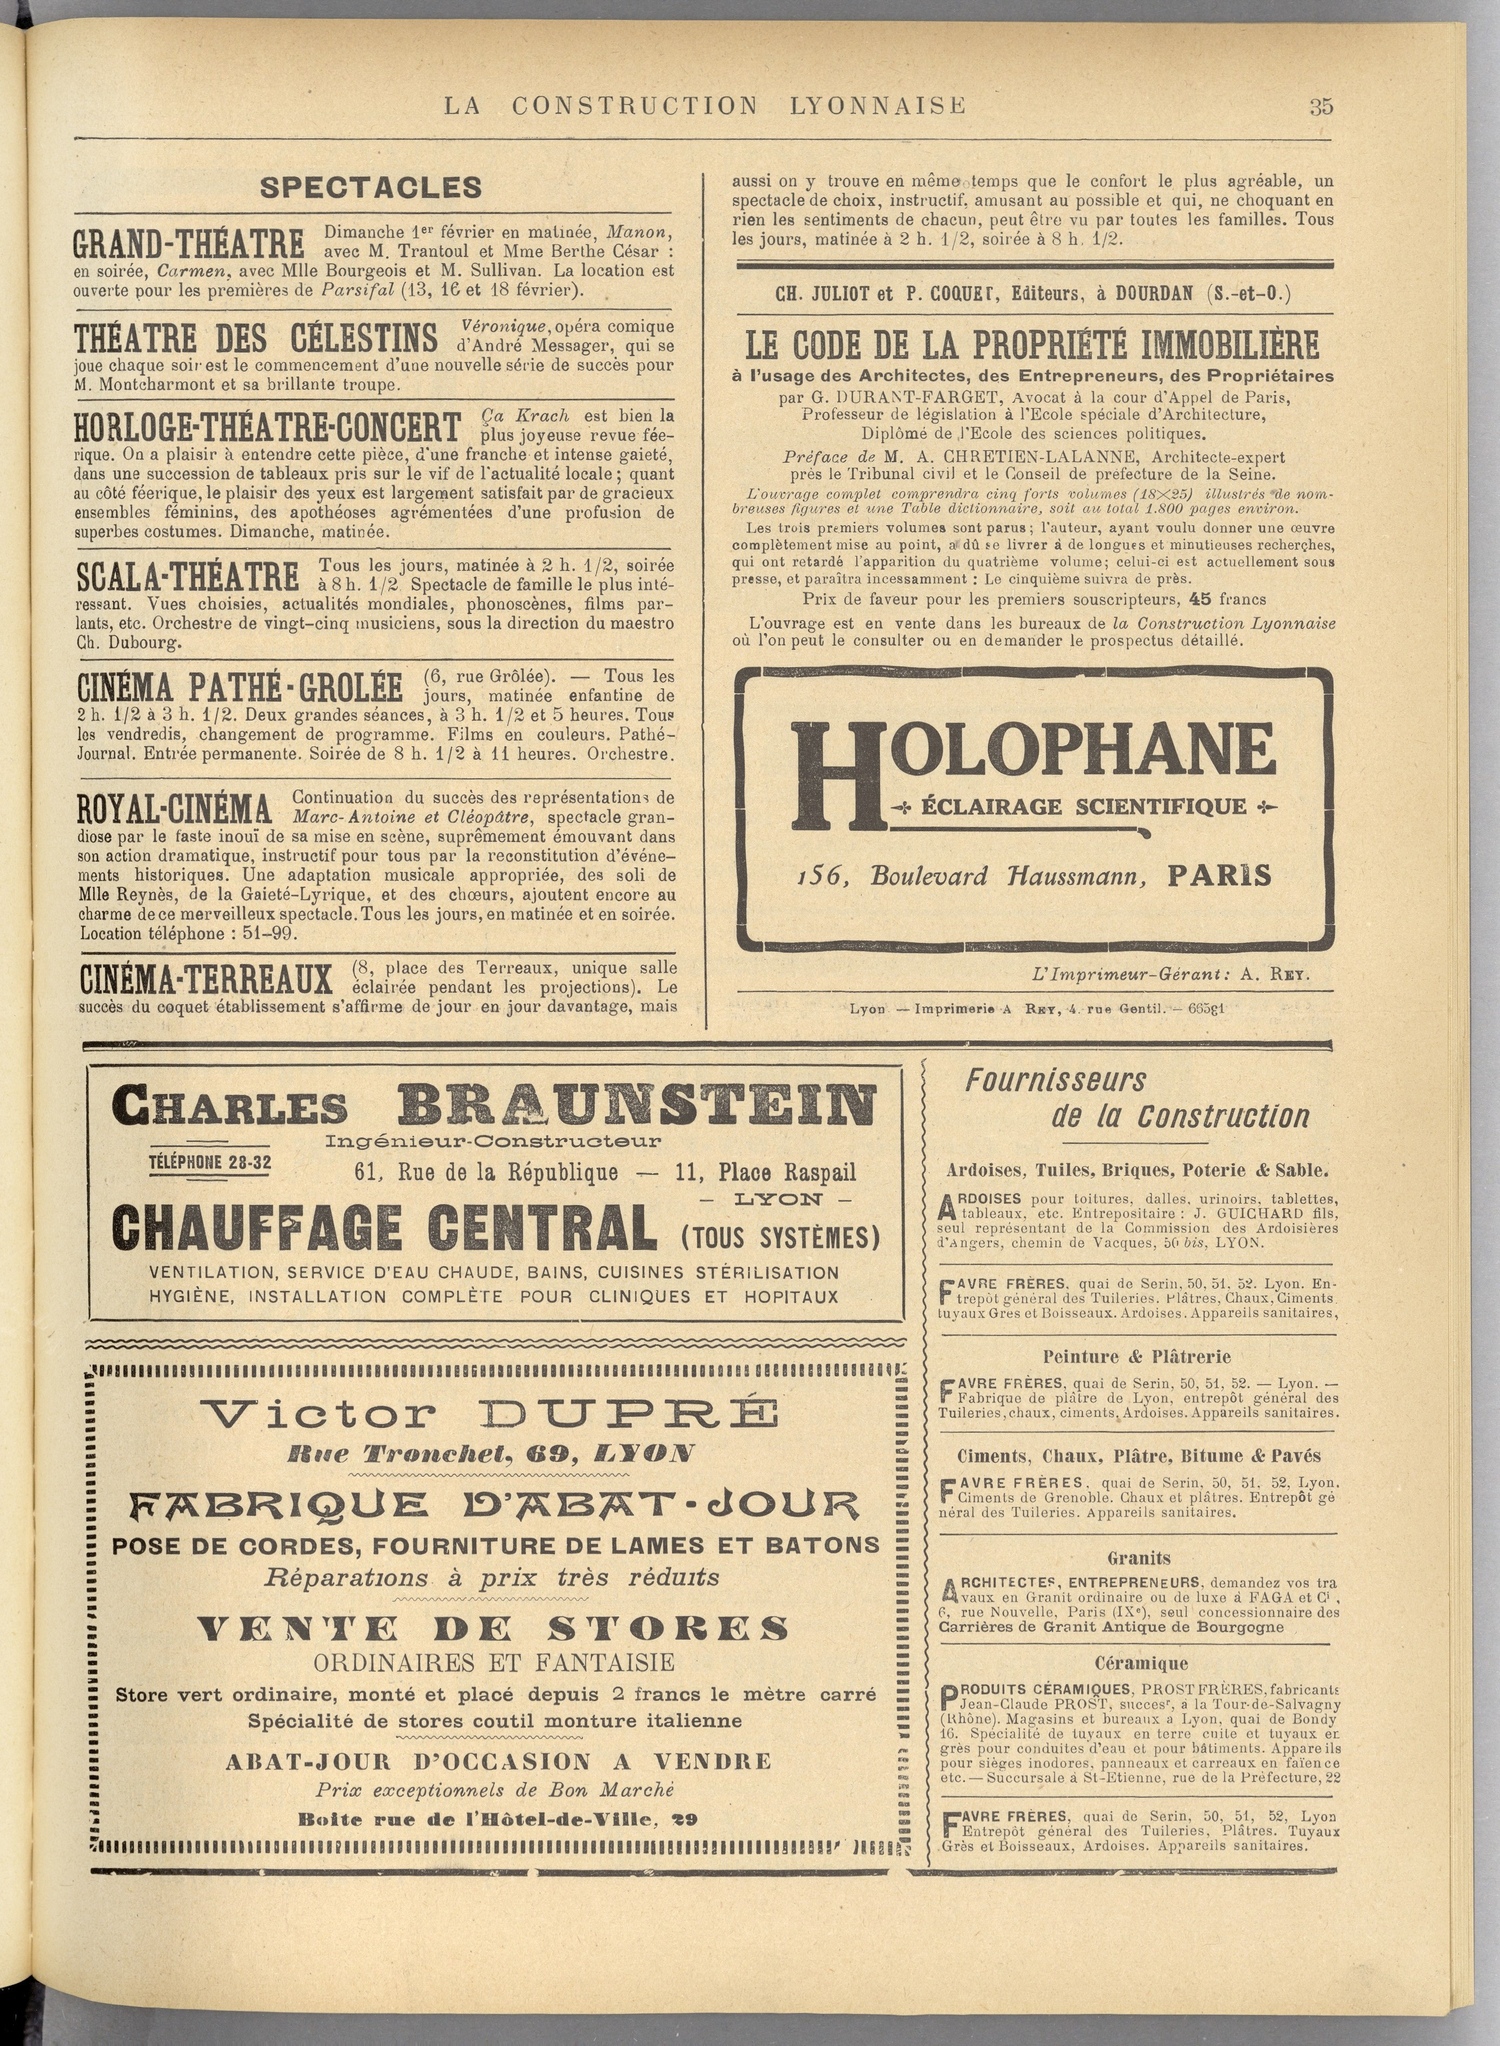 LA CONSTRUCTION LYONNAISE 35
SPECTACLES
GRAND-THÉATRE Dimanche 1er février en matinée, Manon,
avec M. Trantoul et Mme Berthe César :
en soirée, Carmen, avec Mlle Bourgeois et M. Sullivan. La location est
ouverte pour les premières de Parsifal (13, 16 et 18 février).
THÉATRE DES CÉLESTINS Véronique, opéra comique
d'André Messager, qui se
joue chaque soir est le commencement d'une nouvelle série de succès pour
M. Montcharmont et sa brillante troupe.
HORLOGE-THÉATRE-CONCERT Ça Krach est bien la
plus joyeuse revue fée-
rique. On a plaisir à entendre cette pièce, d'une franche et intense gaieté,
dans une succession de tableaux pris sur le vif de l'actualité locale ; quant
au côté féerique, le plaisir des yeux est largement satisfait par de gracieux
ensembles féminins, des apothéoses agrémentées d'une profusion de
superbes costumes. Dimanche, matinée.
SCALA-THÉATRE Tous les jours, matinée à 2 h. 1/2, soirée
à 8 h. 1/2. Spectacle de famille le plus inté-
ressant. Vues choisies, actualités mondiales, phonoscènes, films par-
lants, etc. Orchestre de vingt-cinq musiciens, sous la direction du maestro
Ch. Dubourg.
CINÉMA PATHÉ-GROLÉE (6, rue Grôlée). — Tous les
jours, matinée enfantine de
2 h. 1/2 à 3 h. 1/2. Deux grandes séances, à 3 h. 1/2 et 5 heures. Tous
les vendredis, changement de programme. Films en couleurs. Pathé-
Journal. Entrée permanente. Soirée de 8 h. 1/2 à 11 heures. Orchestre.
ROYAL-CINÉMA Continuation du succès des représentations de
Marc-Antoine et Cléopâtre, spectacle gran-
diose par le faste inouï de sa mise en scène, suprêmement émouvant dans
son action dramatique, instructif pour tous par la reconstitution d'événe-
ments historiques. Une adaptation musicale appropriée, des soli de
Mlle Reynès, de la Gaieté-Lyrique, et des chœurs, ajoutent encore au
charme de ce merveilleux spectacle. Tous les jours, en matinée et en soirée.
Location téléphone : 51-99.
CINÉMA-TERREAUX (8, place des Terreaux, unique salle
éclairée pendant les projections). Le
succès du coquet établissement s'affirme de jour en jour davantage, mais
aussi on y trouve en même temps que le confort le plus agréable, un
spectacle de choix, instructif, amusant au possible et qui, ne choquant en
rien les sentiments de chacun, peut être vu par toutes les familles. Tous
les jours, matinée à 2 h. 1/2, soirée à 8 h. 1/2.
CH. JULIOT et P. COQUET, Editeurs, à DOURDAN (S.-et-O.)
LE CODE DE LA PROPRIÉTÉ IMMOBILIÈRE
à l'usage des Architectes, des Entrepreneurs, des Propriétaires
par G. DURANT-FARGET, Avocat à la cour d'Appel de Paris,
Professeur de législation à l'Ecole spéciale d'Architecture,
Diplômé de l'Ecole des sciences politiques.
Préface de M. A. CHRETIEN-LALANNE, Architecte-expert
près le Tribunal civil et le Conseil de préfecture de la Seine.
L'ouvrage complet comprendra cinq forts volumes (18×25) illustrés de nom-
breuses figures et une Table dictionnaire, soit au total 1.800 pages environ.
Les trois premiers volumes sont parus ; l'auteur, ayant voulu donner une œuvre
complètement mise au point, a dû se livrer à de longues et minutieuses recherches,
qui ont retardé l'apparition du quatrième volume ; celui-ci est actuellement sous
presse, et paraîtra incessamment : Le cinquième suivra de près.
Prix de faveur pour les premiers souscripteurs, 45 francs
L'ouvrage est en vente dans les bureaux de la Construction Lyonnaise
où l'on peut le consulter ou en demander le prospectus détaillé.
HOLOPHANE
ÉCLAIRAGE SCIENTIFIQUE
156, Boulevard Haussmann, PARIS
L'Imprimeur-Gérant : A. REY.
Lyon — Imprimerie A REY, 4, rue Gentil. — 66581
CHARLES BRAUNSTEIN
Ingénieur-Constructeur
TÉLÉPHONE 28-32
61, Rue de la République — 11, Place Raspail
- LYON -
CHAUFFAGE CENTRAL (TOUS SYSTÈMES)
VENTILATION, SERVICE D'EAU CHAUDE, BAINS, CUISINES STÉRILISATION
HYGIÈNE, INSTALLATION COMPLÈTE POUR CLINIQUES ET HOPITAUX
Victor DUPRÉ
Rue Tronchet, 69, LYON
FABRIQUE D'ABAT-JOUR
POSE DE CORDES, FOURNITURE DE LAMES ET BATONS
Réparations à prix très réduits
VENTE DE STORES
ORDINAIRES ET FANTAISIE
Store vert ordinaire, monté et placé depuis 2 francs le mètre carré
Spécialité de stores coutil monture italienne
ABAT-JOUR D'OCCASION A VENDRE
Prix exceptionnels de Bon Marché
Boite rue de l'Hôtel-de-Ville, 29
Fournisseurs
de la Construction
Ardoises, Tuiles, Briques, Poterie & Sable.
ARDOISES pour toitures, dalles, urinoirs, tablettes,
tableaux, etc. Entrepositaire : J. GUICHARD fils,
seul représentant de la Commission des Ardoisières
d'Angers, chemin de Vacques, 50 bis, LYON.
FAVRE FRÈRES, quai de Serin, 50, 51, 52. Lyon. En-
trepôt général des Tuileries. Plâtres, Chaux, Ciments,
tuyaux Grès et Boisseaux. Ardoises. Appareils sanitaires,
Peinture & Plâtrerie
FAVRE FRÈRES, quai de Serin, 50, 51, 52. — Lyon. —
Fabrique de plâtre de Lyon, entrepôt général des
Tuileries, chaux, ciments, Ardoises. Appareils sanitaires.
Ciments, Chaux, Plâtre, Bitume & Pavés
FAVRE FRÈRES, quai de Serin, 50, 51, 52, Lyon.
Ciments de Grenoble. Chaux et plâtres. Entrepôt gé
néral des Tuileries. Appareils sanitaires.
Granits
ARCHITECTES, ENTREPRENEURS, demandez vos tra
vaux en Granit ordinaire ou de luxe à FAGA et Ci,
6, rue Nouvelle, Paris (IXe), seul concessionnaire des
Carrières de Granit Antique de Bourgogne
Céramique
PRODUITS CÉRAMIQUES, PROST FRÈRES, fabricants
Jean-Claude PROST, succesr, à la Tour-de-Salvagny
(Rhône). Magasins et bureaux à Lyon, quai de Bondy
16. Spécialité de tuyaux en terre cuite et tuyaux en
grès pour conduites d'eau et pour bâtiments. Appareils
pour sièges inodores, panneaux et carreaux en faïence
etc. — Succursale à St-Etienne, rue de la Préfecture, 22
FAVRE FRÈRES, quai de Serin, 50, 51, 52, Lyon
Entrepôt général des Tuileries, Plâtres. Tuyaux
Grès et Boisseaux, Ardoises. Appareils sanitaires.